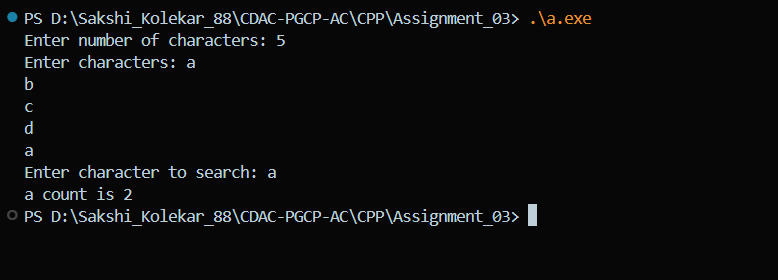 PS D:\Sakshi_Kolekar_88\CDAC-PGCP-AC\CPP\Assignment_03> .\a.exe
Enter number of characters: 5
Enter characters: a
b
c
d
a
Enter character to search: a
a count is 2
PS D:\Sakshi_Kolekar_88\CDAC-PGCP-AC\CPP\Assignment_03>